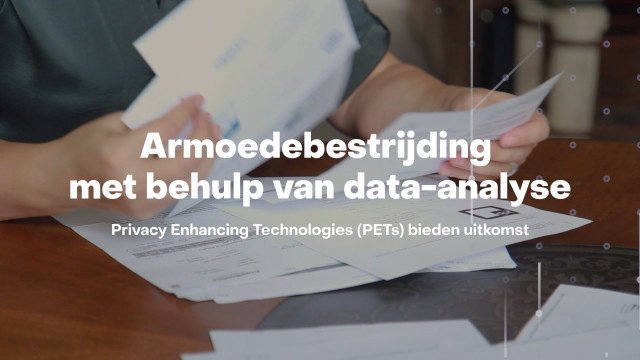 Armoedebestrijding
met behulp van data-analyse
Privacy Enhancing Technologies (PETs) bieden uitkomst